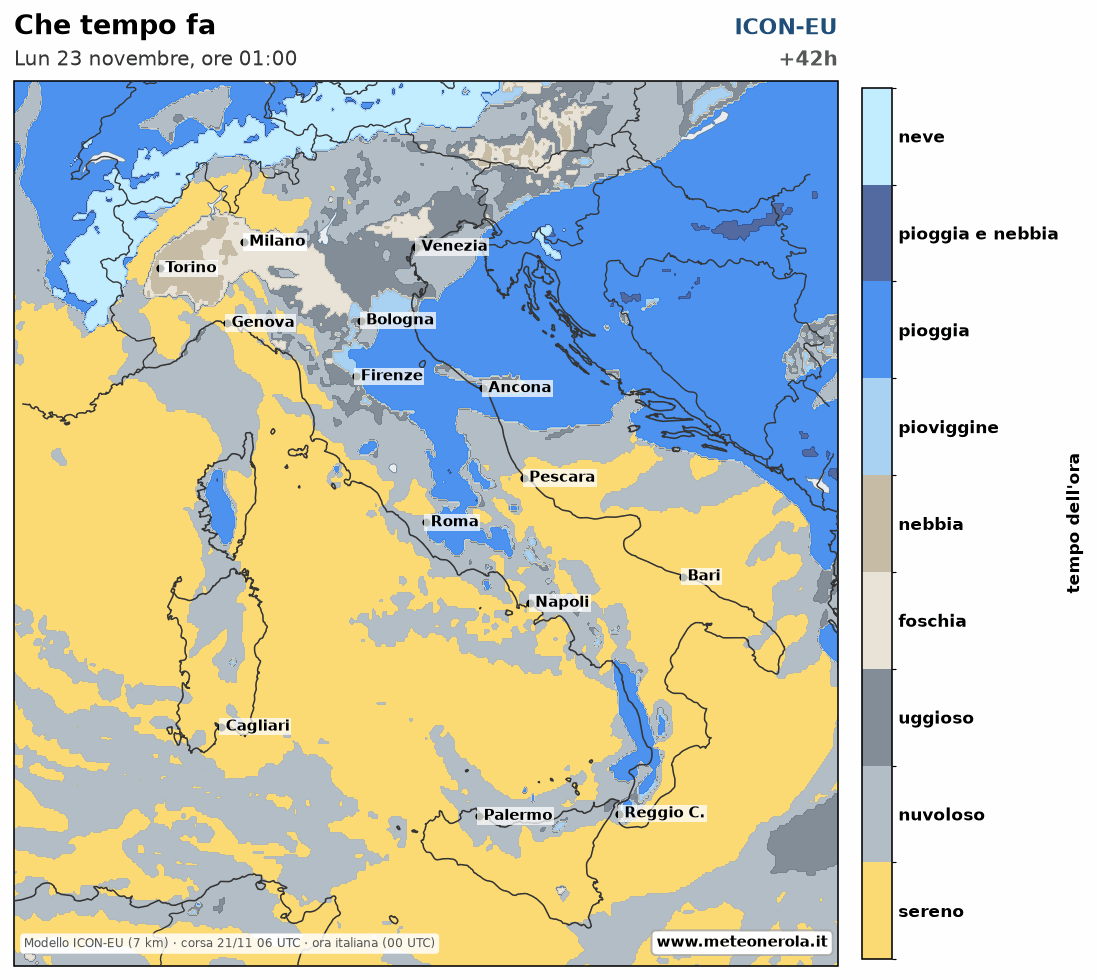 Che tempo fa
ICON-EU
Lun 23 novembre, ore 01:00
+42h
neve
pioggia e nebbia
pioggia
pioviggine
nebbia
foschia
uggioso
nuvoloso
sereno
tempo dell'ora
Milano
Venezia
Torino
Genova
Bologna
Firenze
Ancona
Pescara
Roma
Bari
Napoli
Cagliari
Palermo
Reggio C.
Modello ICON-EU (7 km) · corsa 21/11 06 UTC · ora italiana (00 UTC)
www.meteonerola.it